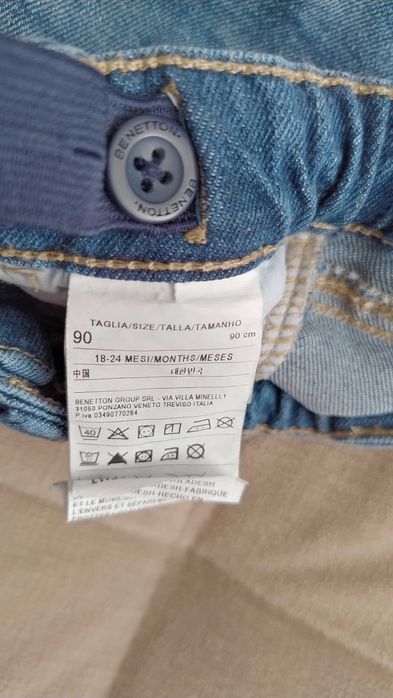 BENETTON.
BENETTON.
TAGLIA/SIZE/TALLA/TAMANHO
90 90 cm
18-24 MESI/MONTHS/MESES
中国 대한민국
BENETTON GROUP SRL - VIA VILLA MINELLI,1
31050 PONZANO VENETO TREVISO ITALIA
P.iva 03490770264
40